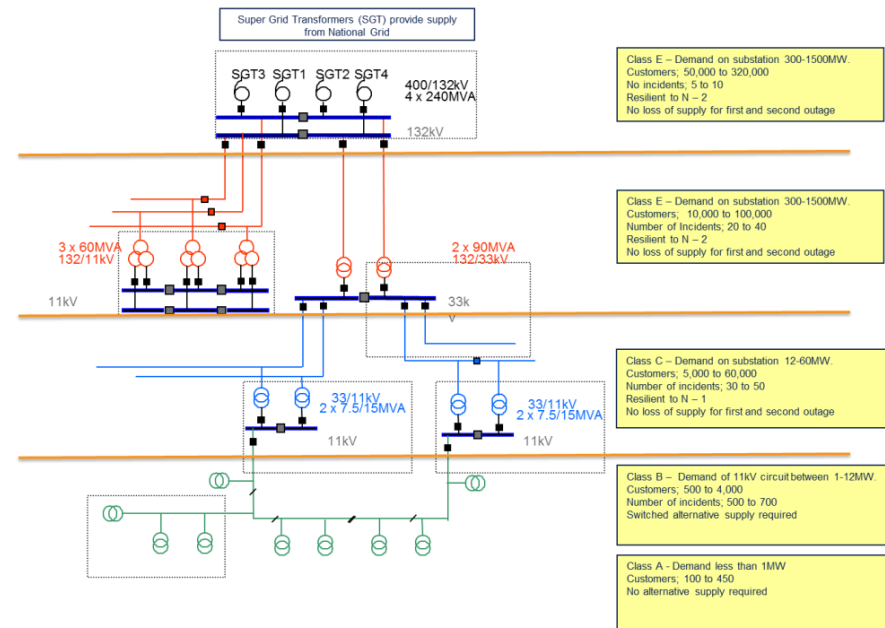 Super Grid Transformers (SGT) provide supply
from National Grid
SGT3 SGT1 SGT2 SGT4
400/132kV
4 x 240MVA
132kV
Class E – Demand on substation 300-1500MW.
Customers; 50,000 to 320,000
No incidents; 5 to 10
Resilient to N – 2
No loss of supply for first and second outage
3 x 60MVA
132/11kV
11kV
2 x 90MVA
132/33kV
33k
V
Class E – Demand on substation 300-1500MW.
Customers;  10,000 to 100,000
Number of Incidents; 20 to 40
Resilient to N – 2
No loss of supply for first and second outage
33/11kV
2 x 7.5/15MVA
11kV
33/11kV
2 x 7.5/15MVA
11kV
Class C – Demand on substation 12-60MW.
Customers; 5,000 to 60,000
Number of incidents; 30 to 50
Resilient to N – 1
No loss of supply for first and second outage
Class B –  Demand of 11kV circuit between 1-12MW.
Customers; 500 to 4,000
Number of incidents; 500 to 700
Switched alternative supply required
Class A - Demand less than 1MW
Customers; 100 to 450
No alternative supply required